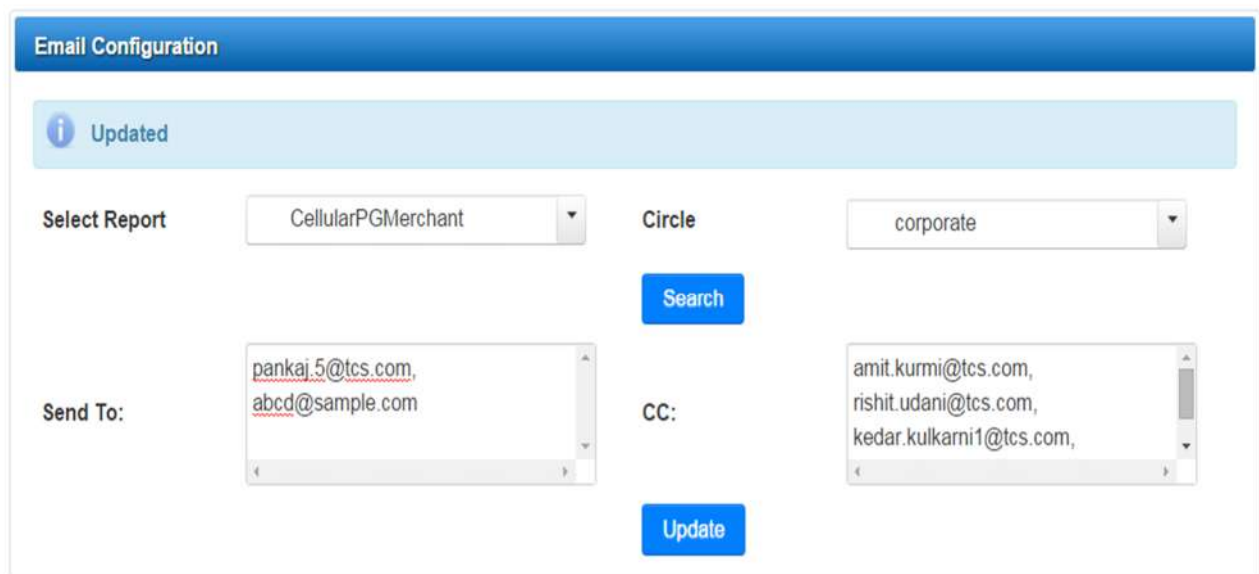 Email Configuration
Updated
Select Report CellularPGMerchant Circle corporate
Search
Send To:
pankaj.5@tcs.com,
abcd@sample.com
CC:
amit.kurmi@tcs.com,
rishit.udani@tcs.com,
kedar.kulkarni1@tcs.com,
Update